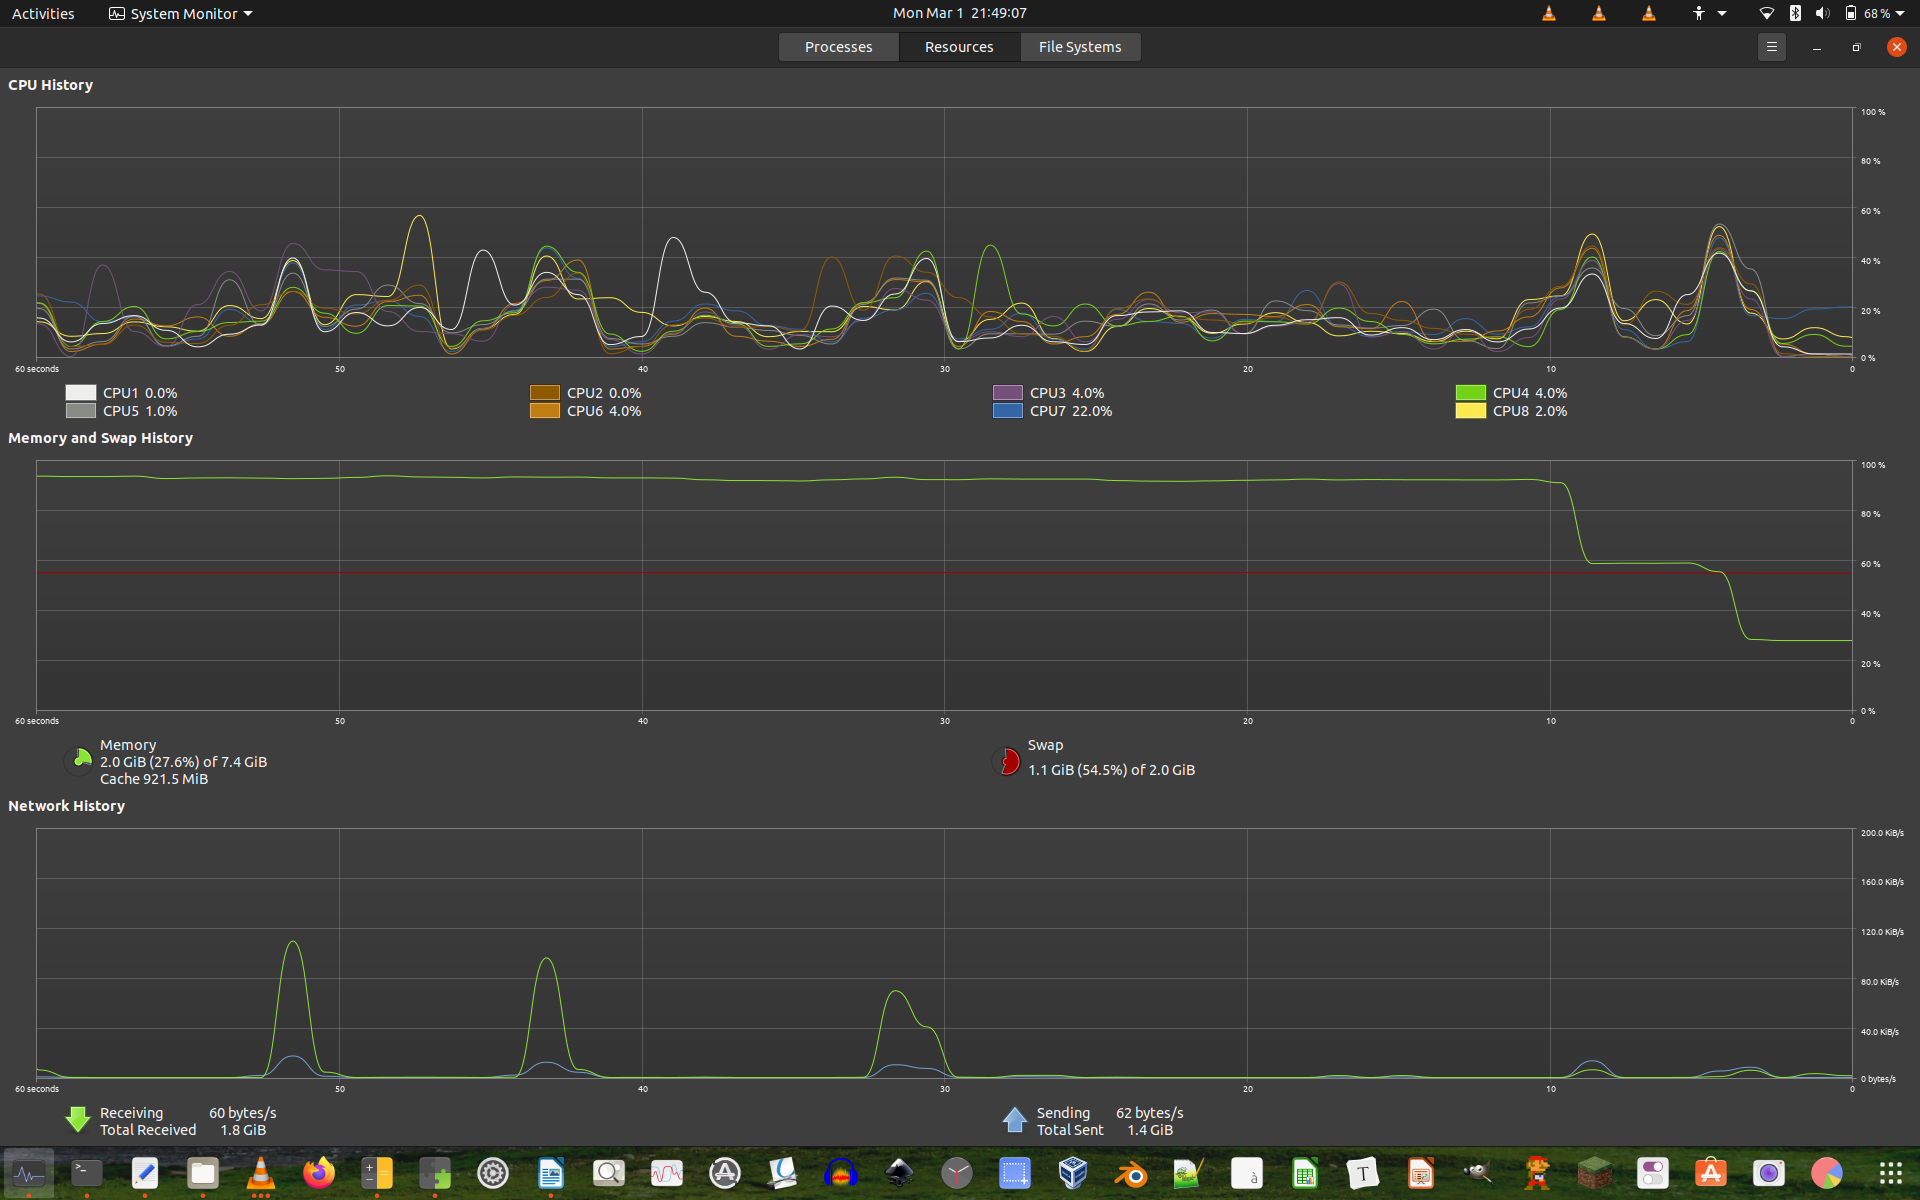 Activities System Monitor Mon Mar 1 21:49:07 68 %
Processes Resources File Systems
CPU History
100 %
80 %
60 %
40 %
20 %
0 %
60 seconds 50 40 30 20 10 0
CPU1 0.0% CPU2 0.0% CPU3 4.0% CPU4 4.0%
CPU5 1.0% CPU6 4.0% CPU7 22.0% CPU8 2.0%
Memory and Swap History
100 %
80 %
60 %
40 %
20 %
0 %
60 seconds 50 40 30 20 10 0
Memory
2.0 GiB (27.6%) of 7.4 GiB
Cache 921.5 MiB
Swap
1.1 GiB (54.5%) of 2.0 GiB
Network History
200.0 KiB/s
160.0 KiB/s
120.0 KiB/s
80.0 KiB/s
40.0 KiB/s
0 bytes/s
60 seconds 50 40 30 20 10 0
Receiving 60 bytes/s Sending 62 bytes/s
Total Received 1.8 GiB Total Sent 1.4 GiB